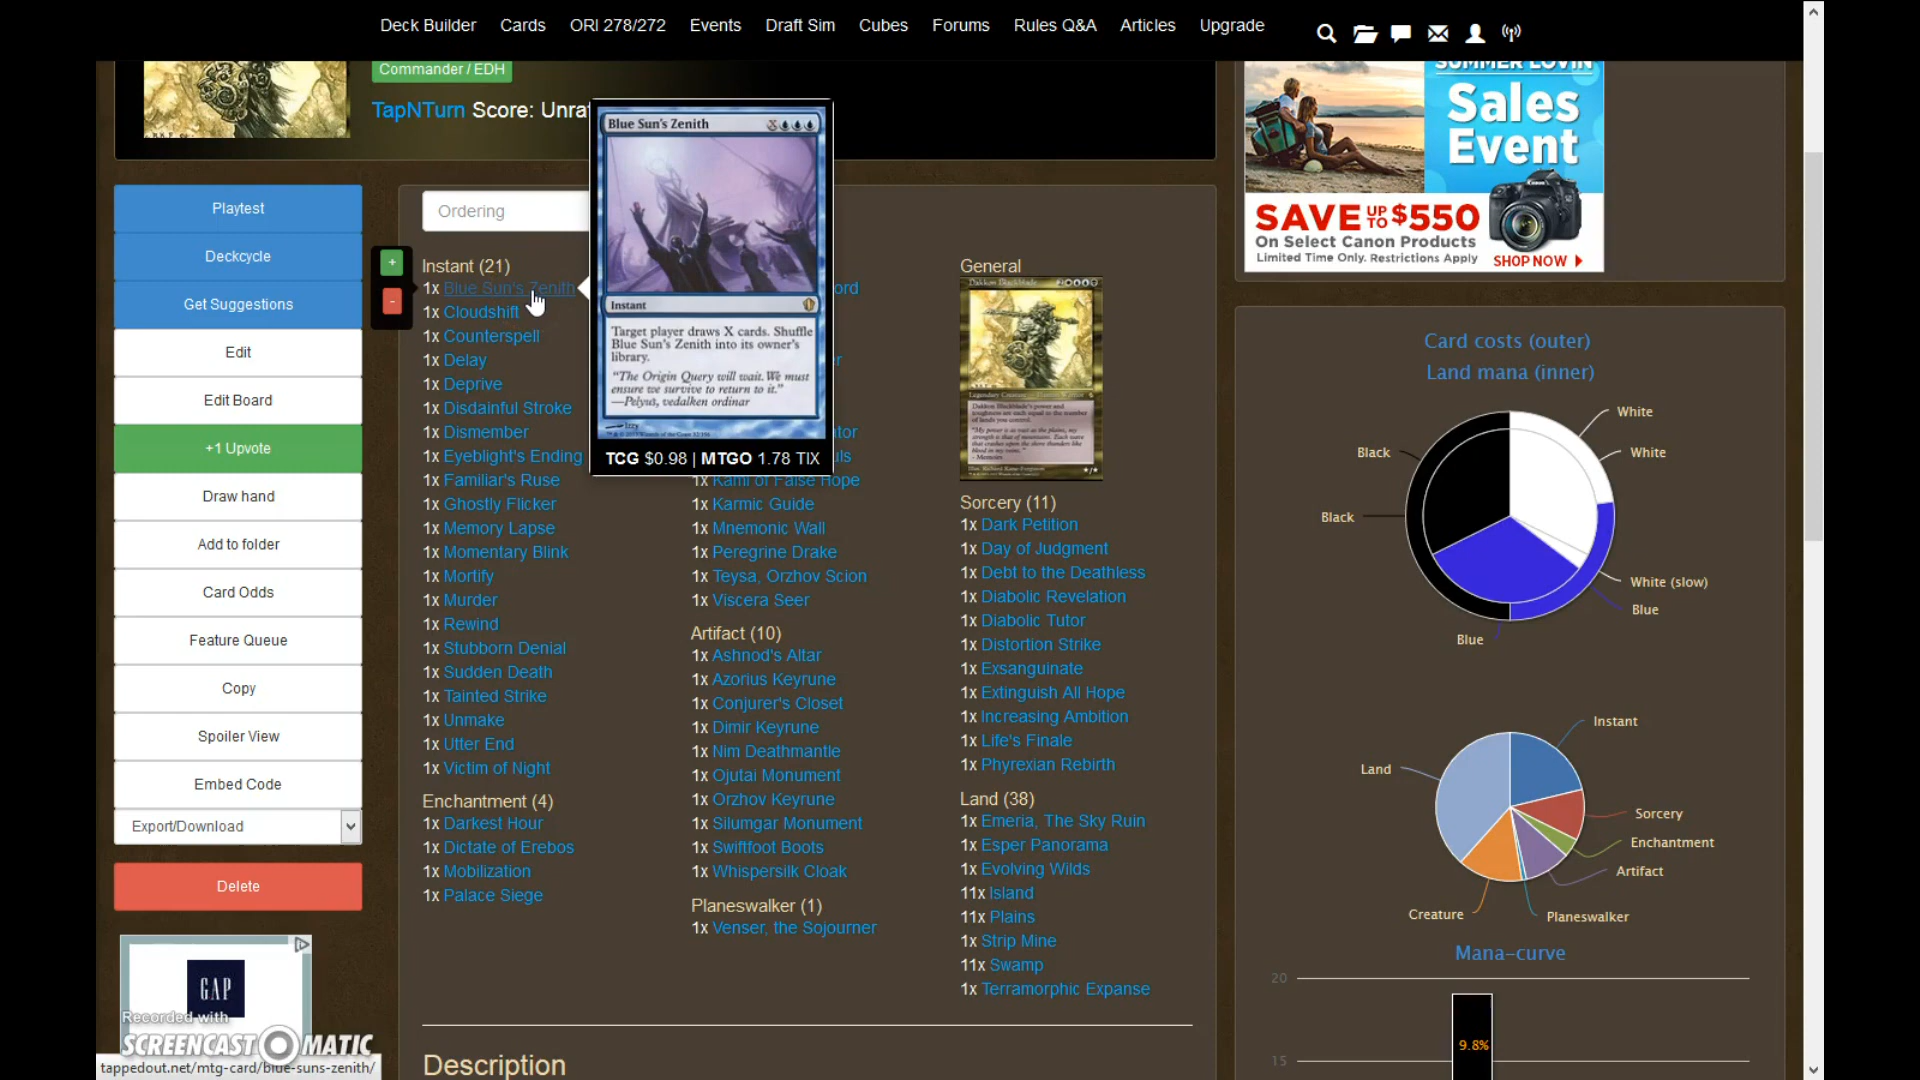 Deck Builder Cards ORI 278/272 Events Draft Sim Cubes Forums Rules Q&A Articles Upgrade
Commander / EDH
TapNTurn Score: Unra
Playtest
Deckcycle
Get Suggestions
Edit
Edit Board
+1 Upvote
Draw hand
Add to folder
Card Odds
Feature Queue
Copy
Spoiler View
Embed Code
Export/Download
Delete
GAP
Recorded with
SCREENCAST MATIC
tappedout.net/mtg-card/blue-suns-zenith/
Ordering
+
-
Instant (21)
1x Blue Sun's Zenith
1x Cloudshift
1x Counterspell
1x Delay
1x Deprive
1x Disdainful Stroke
1x Dismember
1x Eyeblight's Ending
1x Familiar's Ruse
1x Ghostly Flicker
1x Memory Lapse
1x Momentary Blink
1x Mortify
1x Murder
1x Rewind
1x Stubborn Denial
1x Sudden Death
1x Tainted Strike
1x Unmake
1x Utter End
1x Victim of Night
Enchantment (4)
1x Darkest Hour
1x Dictate of Erebos
1x Mobilization
1x Palace Siege
Blue Sun's Zenith X
Instant
Target player draws X cards. Shuffle
Blue Sun's Zenith into its owner's
library.
"The Origin Query will wait. We must
ensure we survive to return to it."
—Pelyus, vedalken ordinar
Izzy
TCG $0.98 | MTGO 1.78 TIX
ord
er
ator
uls
1x Kami of False Hope
1x Karmic Guide
1x Mnemonic Wall
1x Peregrine Drake
1x Teysa, Orzhov Scion
1x Viscera Seer
Artifact (10)
1x Ashnod's Altar
1x Azorius Keyrune
1x Conjurer's Closet
1x Dimir Keyrune
1x Nim Deathmantle
1x Ojutai Monument
1x Orzhov Keyrune
1x Silumgar Monument
1x Swiftfoot Boots
1x Whispersilk Cloak
Planeswalker (1)
1x Venser, the Sojourner
General
Dakkon Blackblade
Sorcery (11)
1x Dark Petition
1x Day of Judgment
1x Debt to the Deathless
1x Diabolic Revelation
1x Diabolic Tutor
1x Distortion Strike
1x Exsanguinate
1x Extinguish All Hope
1x Increasing Ambition
1x Life's Finale
1x Phyrexian Rebirth
Land (38)
1x Emeria, The Sky Ruin
1x Esper Panorama
1x Evolving Wilds
11x Island
11x Plains
1x Strip Mine
11x Swamp
1x Terramorphic Expanse
Description
SUMMER LOVIN
Sales
Event
SAVE UP TO $550
On Select Canon Products
Limited Time Only. Restrictions Apply
SHOP NOW
Card costs (outer)
Land mana (inner)
White
White
Black
Black
White (slow)
Blue
Blue
Instant
Land
Sorcery
Enchantment
Artifact
Creature
Planeswalker
Mana-curve
20
9.8%
15